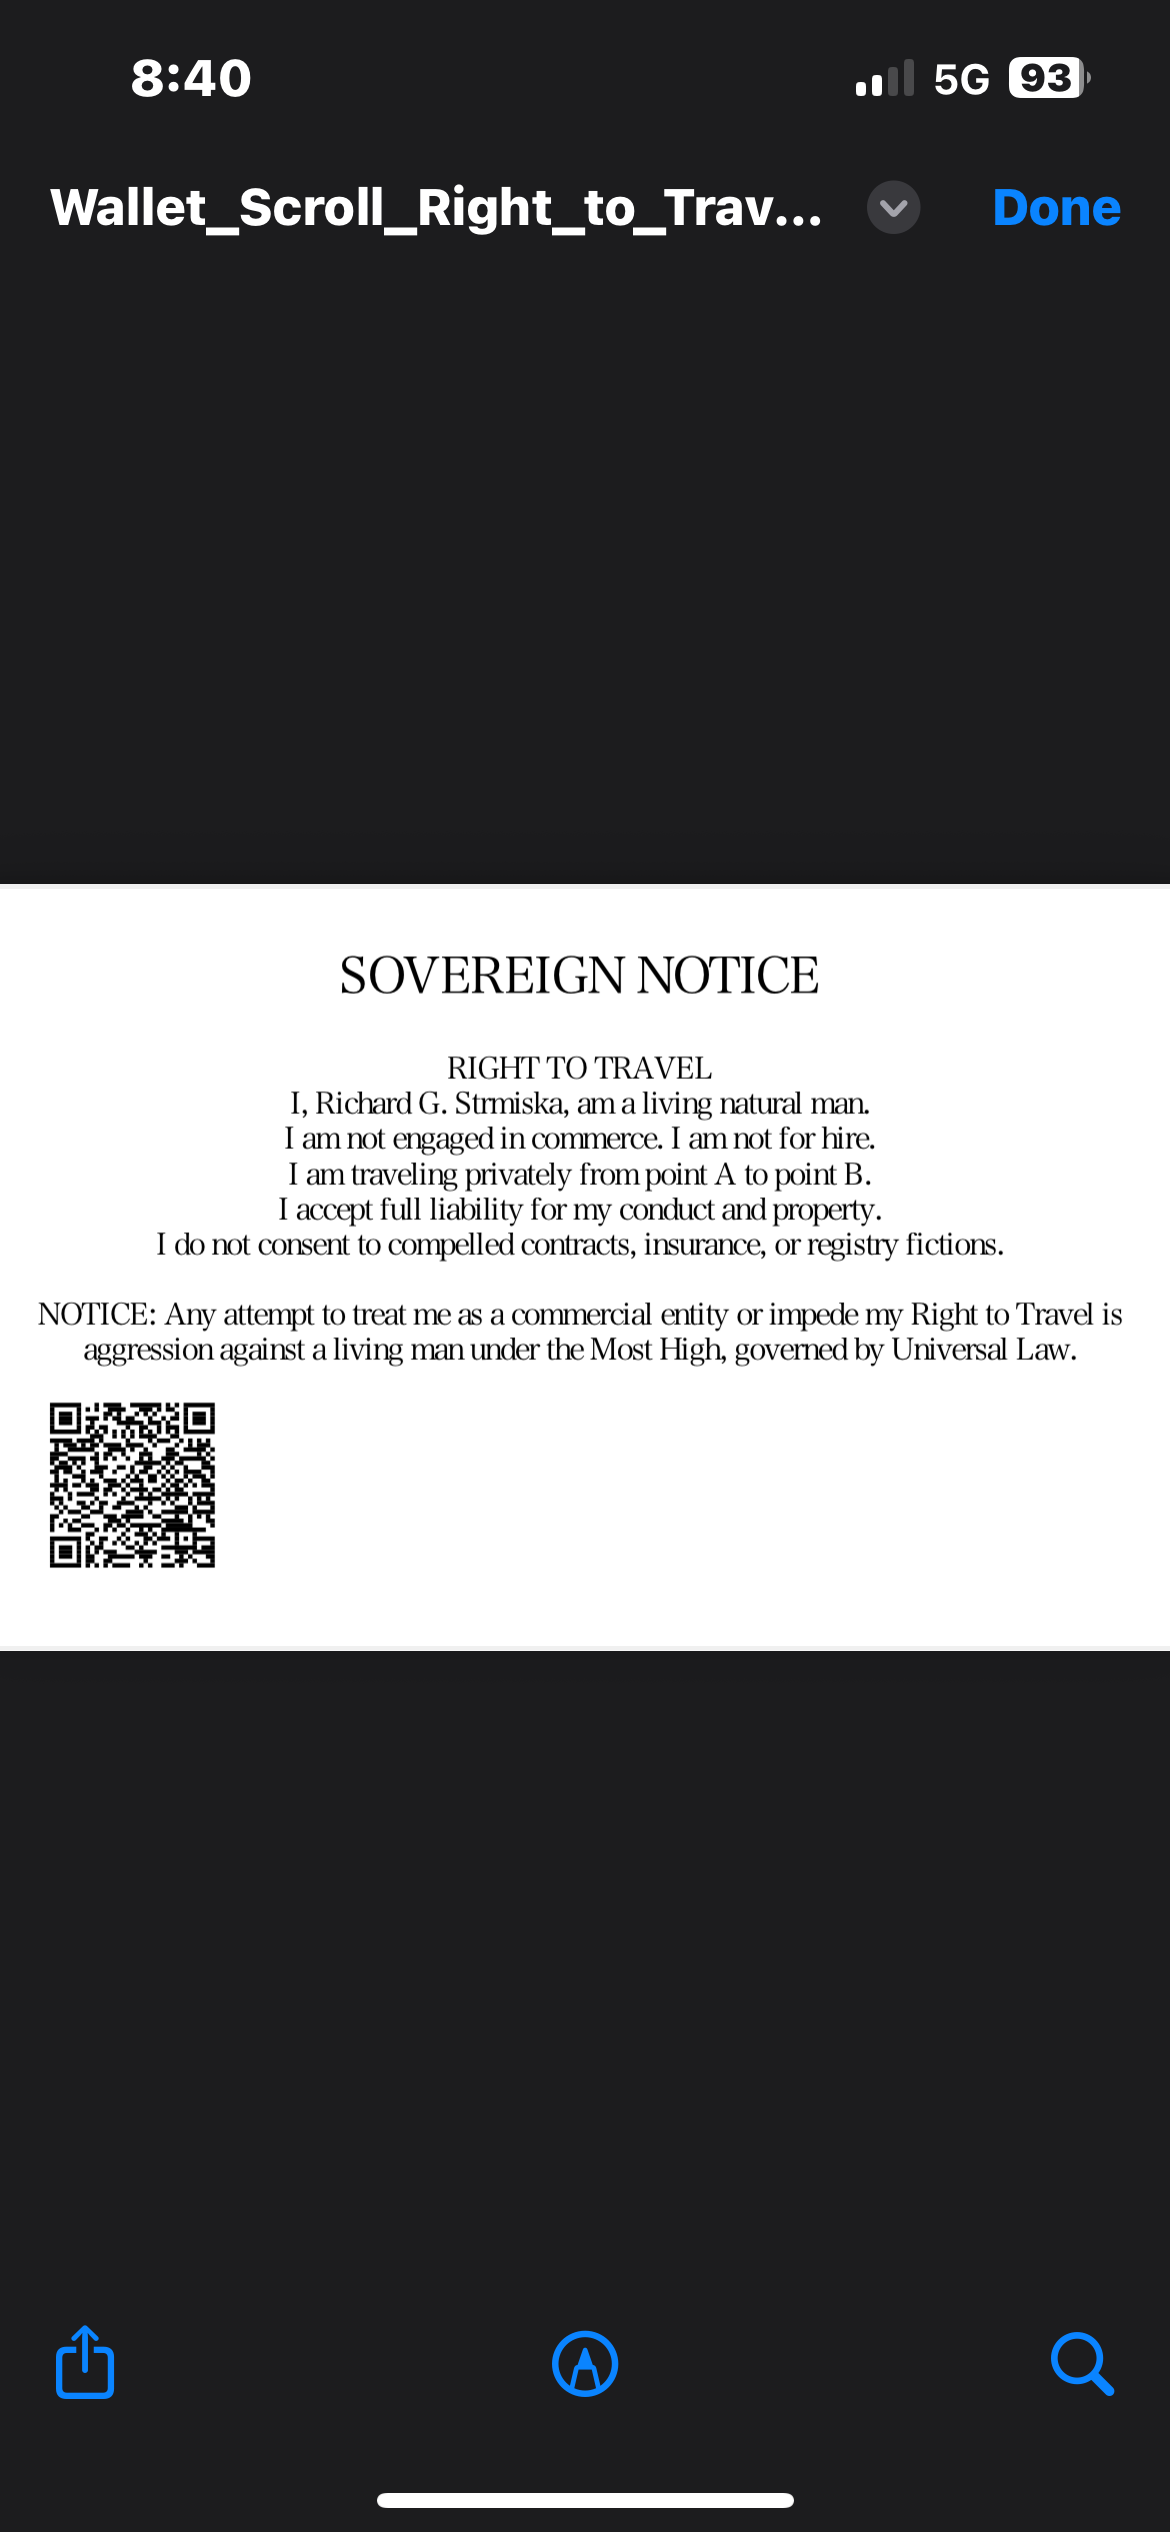 8:40
5G 93
Wallet_Scroll_Right_to_Trav...
Done
SOVEREIGN NOTICE
RIGHT TO TRAVEL
I, Richard G. Strmiska, am a living natural man.
I am not engaged in commerce. I am not for hire.
I am traveling privately from point A to point B.
I accept full liability for my conduct and property.
I do not consent to compelled contracts, insurance, or registry fictions.
NOTICE: Any attempt to treat me as a commercial entity or impede my Right to Travel is
aggression against a living man under the Most High, governed by Universal Law.